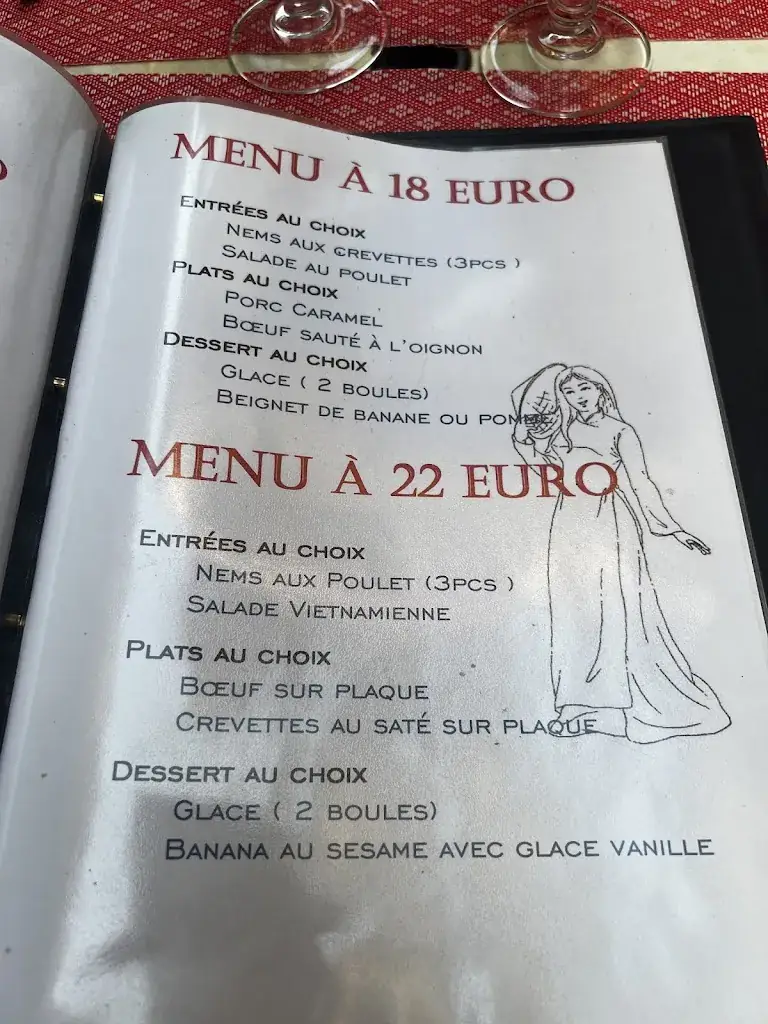 MENU À 18 EURO
ENTRÉES AU CHOIX
NEMS AUX CREVETTES (3PCS )
SALADE AU POULET
PLATS AU CHOIX
PORC CARAMEL
BŒUF SAUTÉ À L'OIGNON
DESSERT AU CHOIX
GLACE ( 2 BOULES)
BEIGNET DE BANANE OU POMME
MENU À 22 EURO
ENTRÉES AU CHOIX
NEMS AUX POULET (3PCS )
SALADE VIETNAMIENNE
PLATS AU CHOIX
BŒUF SUR PLAQUE
CREVETTES AU SATÉ SUR PLAQUE
DESSERT AU CHOIX
GLACE ( 2 BOULES)
BANANA AU SESAME AVEC GLACE VANILLE